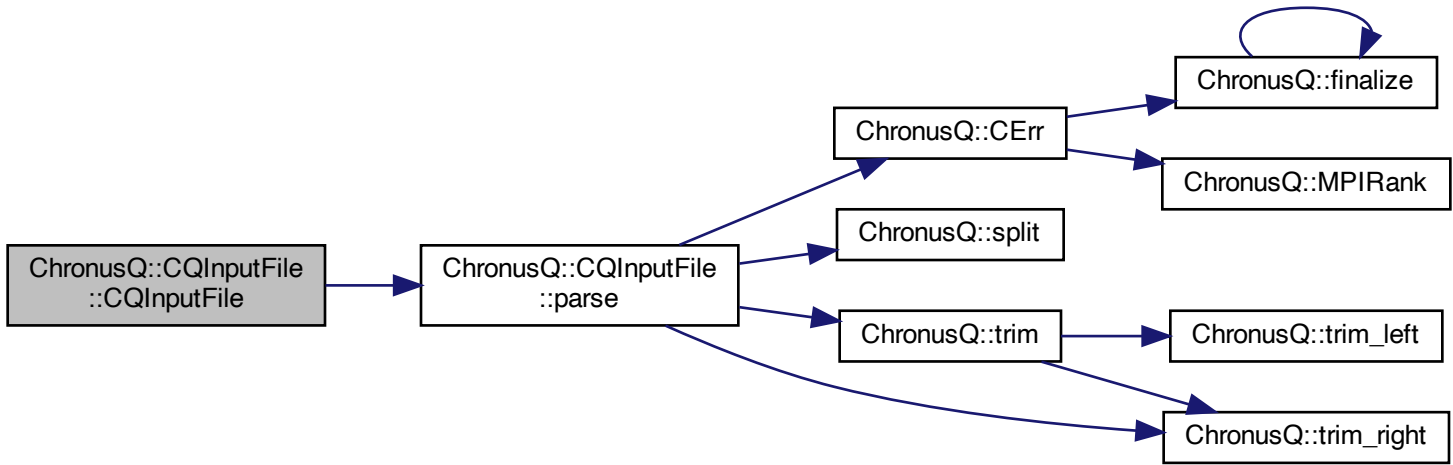 ChronusQ::CQInputFile
::CQInputFile
ChronusQ::CQInputFile
::parse
ChronusQ::CErr
ChronusQ::finalize
ChronusQ::MPIRank
ChronusQ::split
ChronusQ::trim
ChronusQ::trim_left
ChronusQ::trim_right